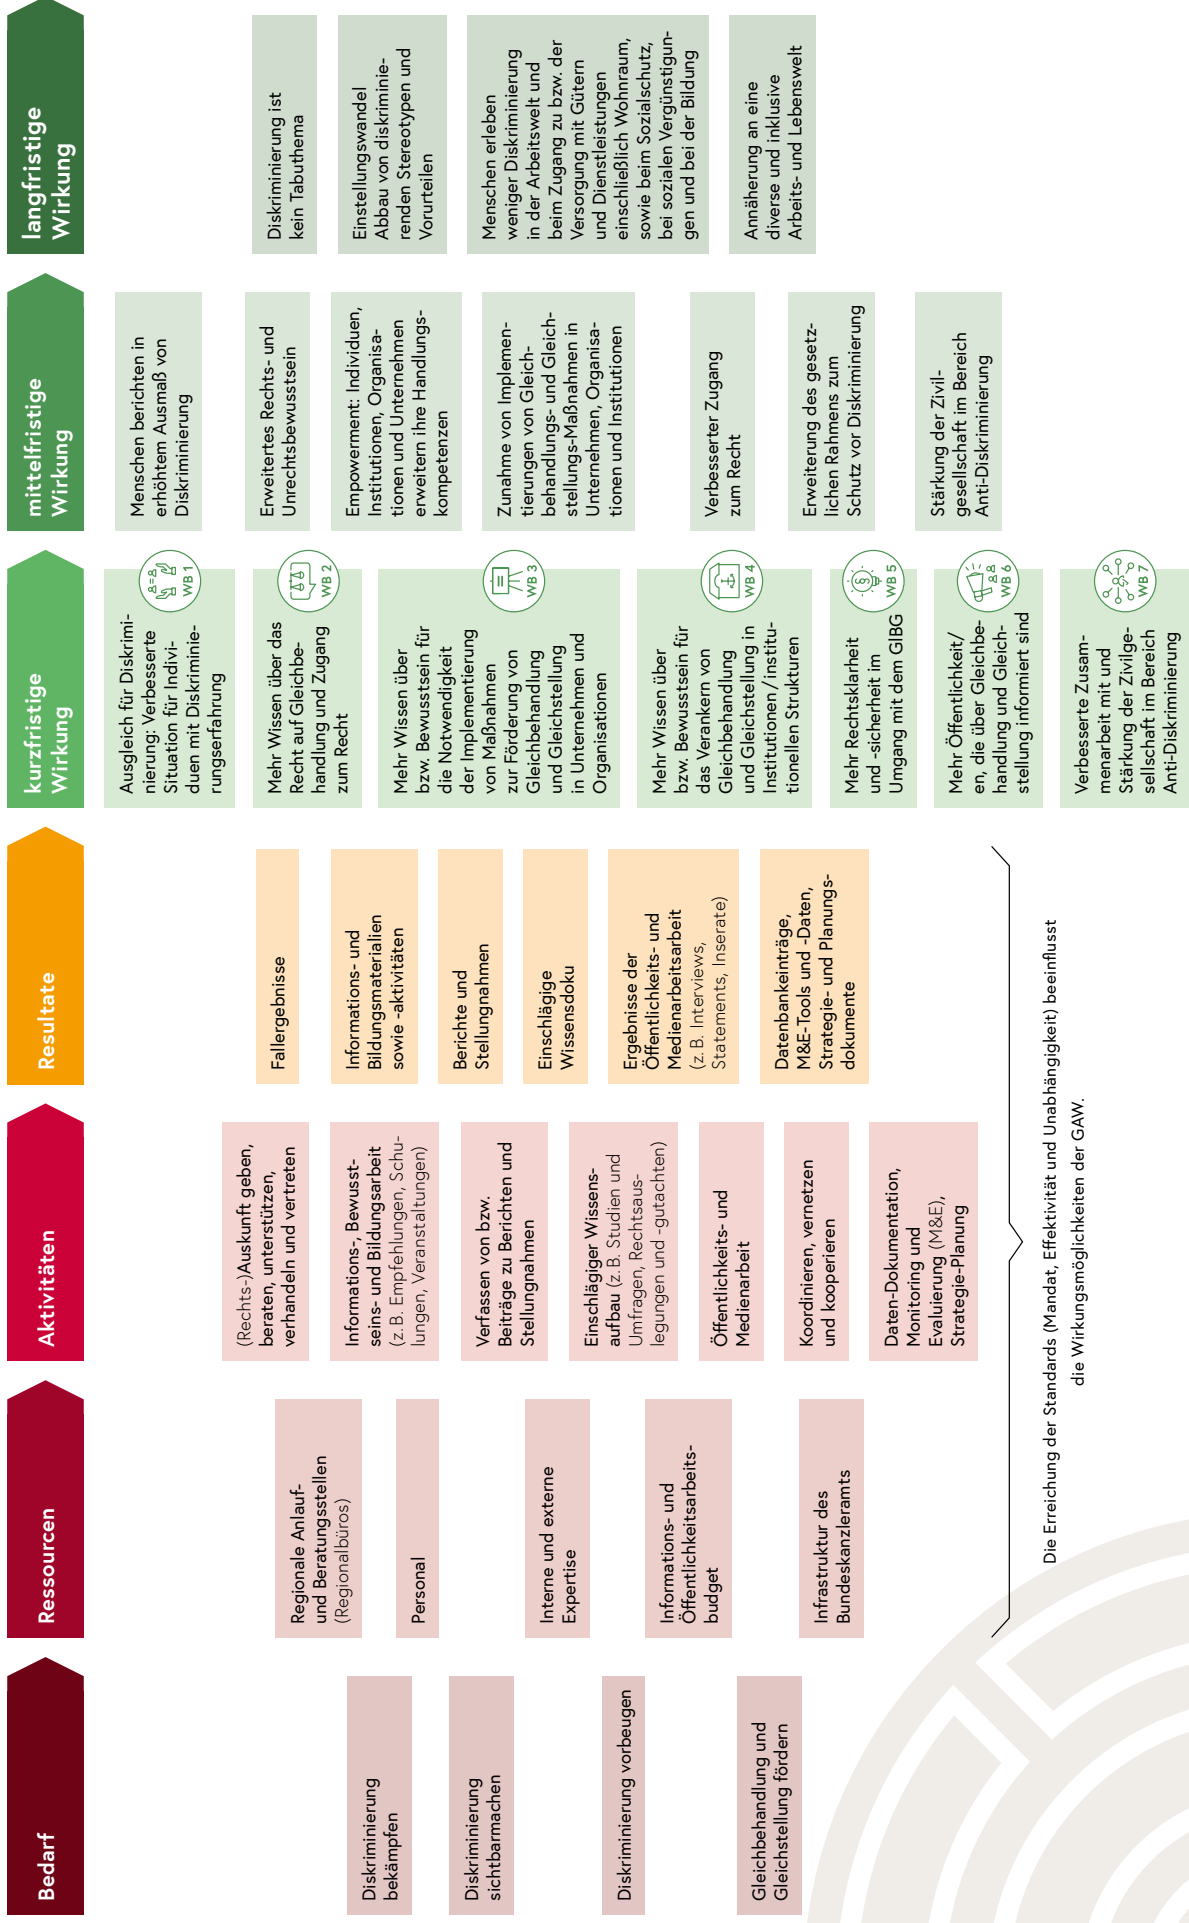 Bedarf
Diskriminierung
bekämpfen
Diskriminierung
sichtbarmachen
Diskriminierung vorbeugen
Gleichbehandlung und
Gleichstellung fördern
Ressourcen
Regionale Anlauf-
und Beratungsstellen
(Regionalbüros)
Personal
Interne und externe
Expertise
Informations- und
Öffentlichkeitsarbeits-
budget
Infrastruktur des
Bundeskanzleramts
Aktivitäten
(Rechts-)Auskunft geben,
beraten, unterstützen,
verhandeln und vertreten
Informations-, Bewusst-
seins- und Bildungsarbeit
(z. B. Empfehlungen, Schu-
lungen, Veranstaltungen)
Verfassen von bzw.
Beiträge zu Berichten und
Stellungnahmen
Einschlägiger Wissens-
aufbau (z. B. Studien und
Umfragen, Rechtsaus-
legungen und -gutachten)
Öffentlichkeits- und
Medienarbeit
Koordinieren, vernetzen
und kooperieren
Daten-Dokumentation,
Monitoring und
Evaluierung (M&E),
Strategie-Planung
Resultate
Fallergebnisse
Informations- und
Bildungsmaterialien
sowie -aktivitäten
Berichte und
Stellungnahmen
Einschlägige
Wissensdoku
Ergebnisse der
Öffentlichkeits- und
Medienarbeitsarbeit
(z. B. Interviews,
Statements, Inserate)
Datenbankeinträge,
M&E-Tools und -Daten,
Strategie- und Planungs-
dokumente
kurzfristige
Wirkung
Ausgleich für Diskrimi-
nierung: Verbesserte
Situation für Indivi-
duen mit Diskriminie-
rungserfahrung
WB 1
Mehr Wissen über das
Recht auf Gleichbe-
handlung und Zugang
zum Recht
WB 2
Mehr Wissen über
bzw. Bewusstsein für
die Notwendigkeit
der Implementierung
von Maßnahmen
zur Förderung von
Gleichbehandlung
und Gleichstellung
in Unternehmen und
Organisationen
WB 3
Mehr Wissen über
bzw. Bewusstsein für
das Verankern von
Gleichbehandlung
und Gleichstellung in
Institutionen / institu-
tionellen Strukturen
WB 4
Mehr Rechtsklarheit
und -sicherheit im
Umgang mit dem GlBG
WB 5
Mehr Öffentlichkeit/
en, die über Gleichbe-
handlung und Gleich-
stellung informiert sind
WB 6
Verbesserte Zusam-
menarbeit mit und
Stärkung der Zivilge-
sellschaft im Bereich
Anti-Diskriminierung
WB 7
mittelfristige
Wirkung
Menschen berichten in
erhöhtem Ausmaß von
Diskriminierung
Erweitertes Rechts- und
Unrechtsbewusstsein
Empowerment: Individuen,
Institutionen, Organisa-
tionen und Unternehmen
erweitern ihre Handlungs-
kompetenzen
Zunahme von Implemen-
tierungen von Gleich-
behandlungs- und Gleich-
stellungs-Maßnahmen in
Unternehmen, Organisa-
tionen und Institutionen
Verbesserter Zugang
zum Recht
Erweiterung des gesetz-
lichen Rahmens zum
Schutz vor Diskriminierung
Stärkung der Zivil-
gesellschaft im Bereich
Anti-Diskriminierung
langfristige
Wirkung
Diskriminierung ist
kein Tabuthema
Einstellungswandel
Abbau von diskriminie-
renden Stereotypen und
Vorurteilen
Menschen erleben
weniger Diskriminierung
in der Arbeitswelt und
beim Zugang zu bzw. der
Versorgung mit Gütern
und Dienstleistungen
einschließlich Wohnraum,
sowie beim Sozialschutz,
bei sozialen Vergünstigun-
gen und bei der Bildung
Annäherung an eine
diverse und inklusive
Arbeits- und Lebenswelt
Die Erreichung der Standards (Mandat, Effektivität und Unabhängigkeit) beeinflusst
die Wirkungsmöglichkeiten der GAW.